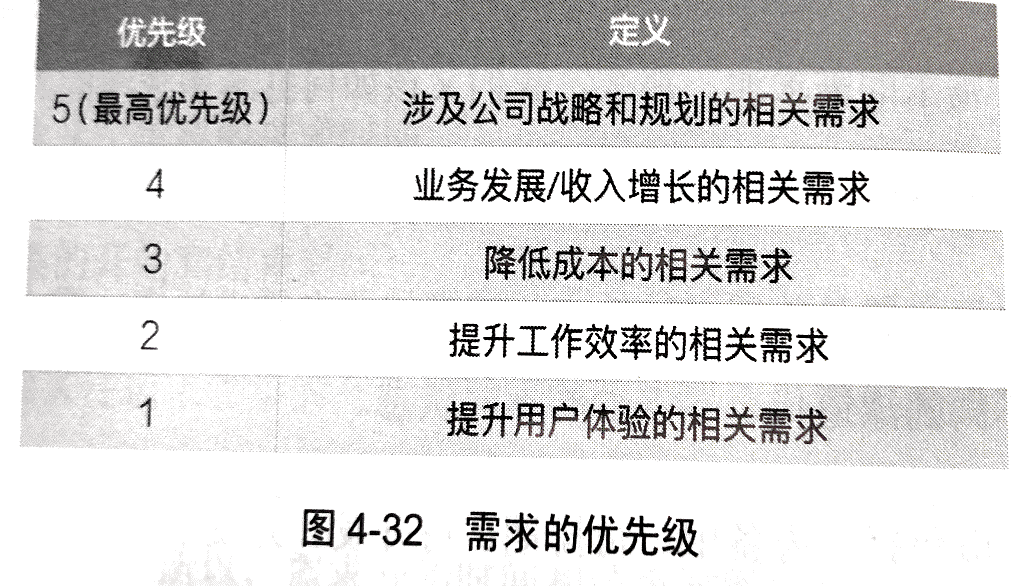 优先级 定义
5(最高优先级) 涉及公司战略和规划的相关需求
4 业务发展/收入增长的相关需求
3 降低成本的相关需求
2 提升工作效率的相关需求
1 提升用户体验的相关需求
图 4-32 需求的优先级